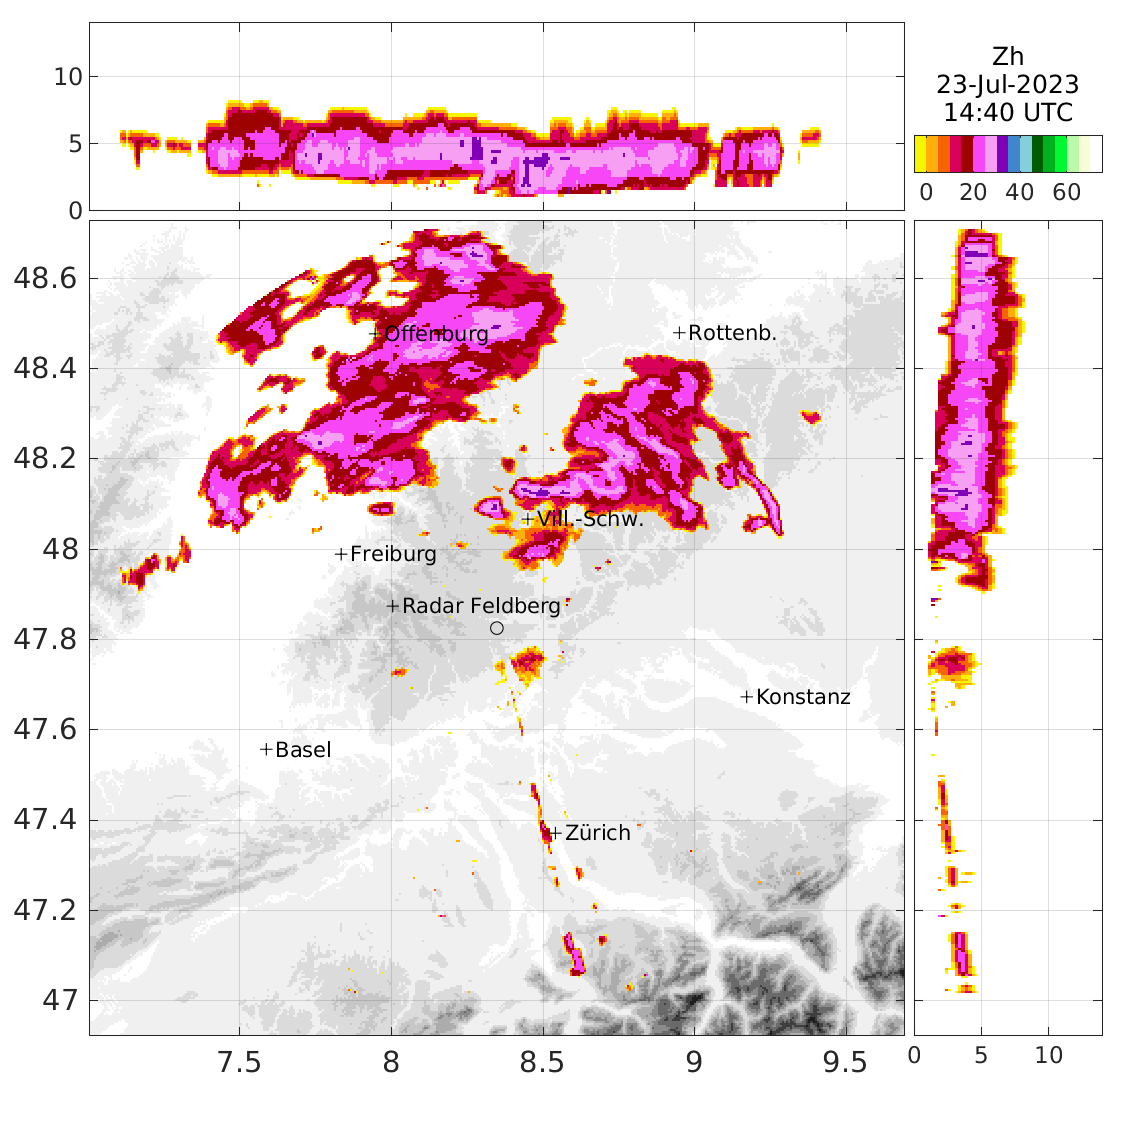 10
5
0
Zh
23-Jul-2023
14:40 UTC
0 20 40 60
48.6
48.4
48.2
48
47.8
47.6
47.4
47.2
47
Offenburg
Rottenb.
Vill.-Schw.
Freiburg
Radar Feldberg
Konstanz
Basel
Zürich
7.5 8 8.5 9 9.5
0 5 10